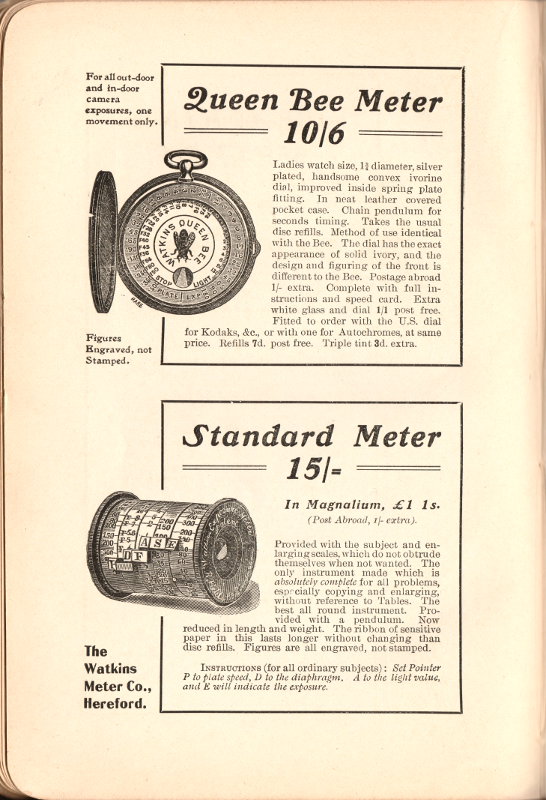 For all out-door
and in-door
camera
exposures, one
movement only.
Queen Bee Meter
10/6
Ladies watch size, 1¾ diameter, silver
plated, handsome convex ivorine
dial, improved inside spring plate
fitting. In neat leather covered
pocket case. Chain pendulum for
seconds timing. Takes the usual
disc refills. Method of use identical
with the Bee. The dial has the exact
appearance of solid ivory, and the
design and figuring of the front is
different to the Bee. Postage abroad
1/- extra. Complete with full in-
structions and speed card. Extra
white glass and dial 1/1 post free.
Fitted to order with the U.S. dial
for Kodaks, &c., or with one for Autochromes, at same
price. Refills 7d. post free. Triple tint 3d. extra.
WATKINS QUEEN BEE
STOP LIGHT
PLATE EXP
Figures
Engraved, not
Stamped.
Standard Meter
15/=
In Magnalium, £1 1s.
(Post Abroad, 1/- extra).
Provided with the subject and en-
larging scales, which do not obtrude
themselves when not wanted. The
only instrument made which is
absolutely complete for all problems,
especially copying and enlarging,
without reference to Tables. The
best all round instrument. Pro-
vided with a pendulum. Now
reduced in length and weight. The ribbon of sensitive
paper in this lasts longer without changing than
disc refills. Figures are all engraved, not stamped.
Instructions (for all ordinary subjects): Set Pointer
P to plate speed, D to the diaphragm. A to the light value,
and E will indicate the exposure.
A S E
D F
The
Watkins
Meter Co.,
Hereford.